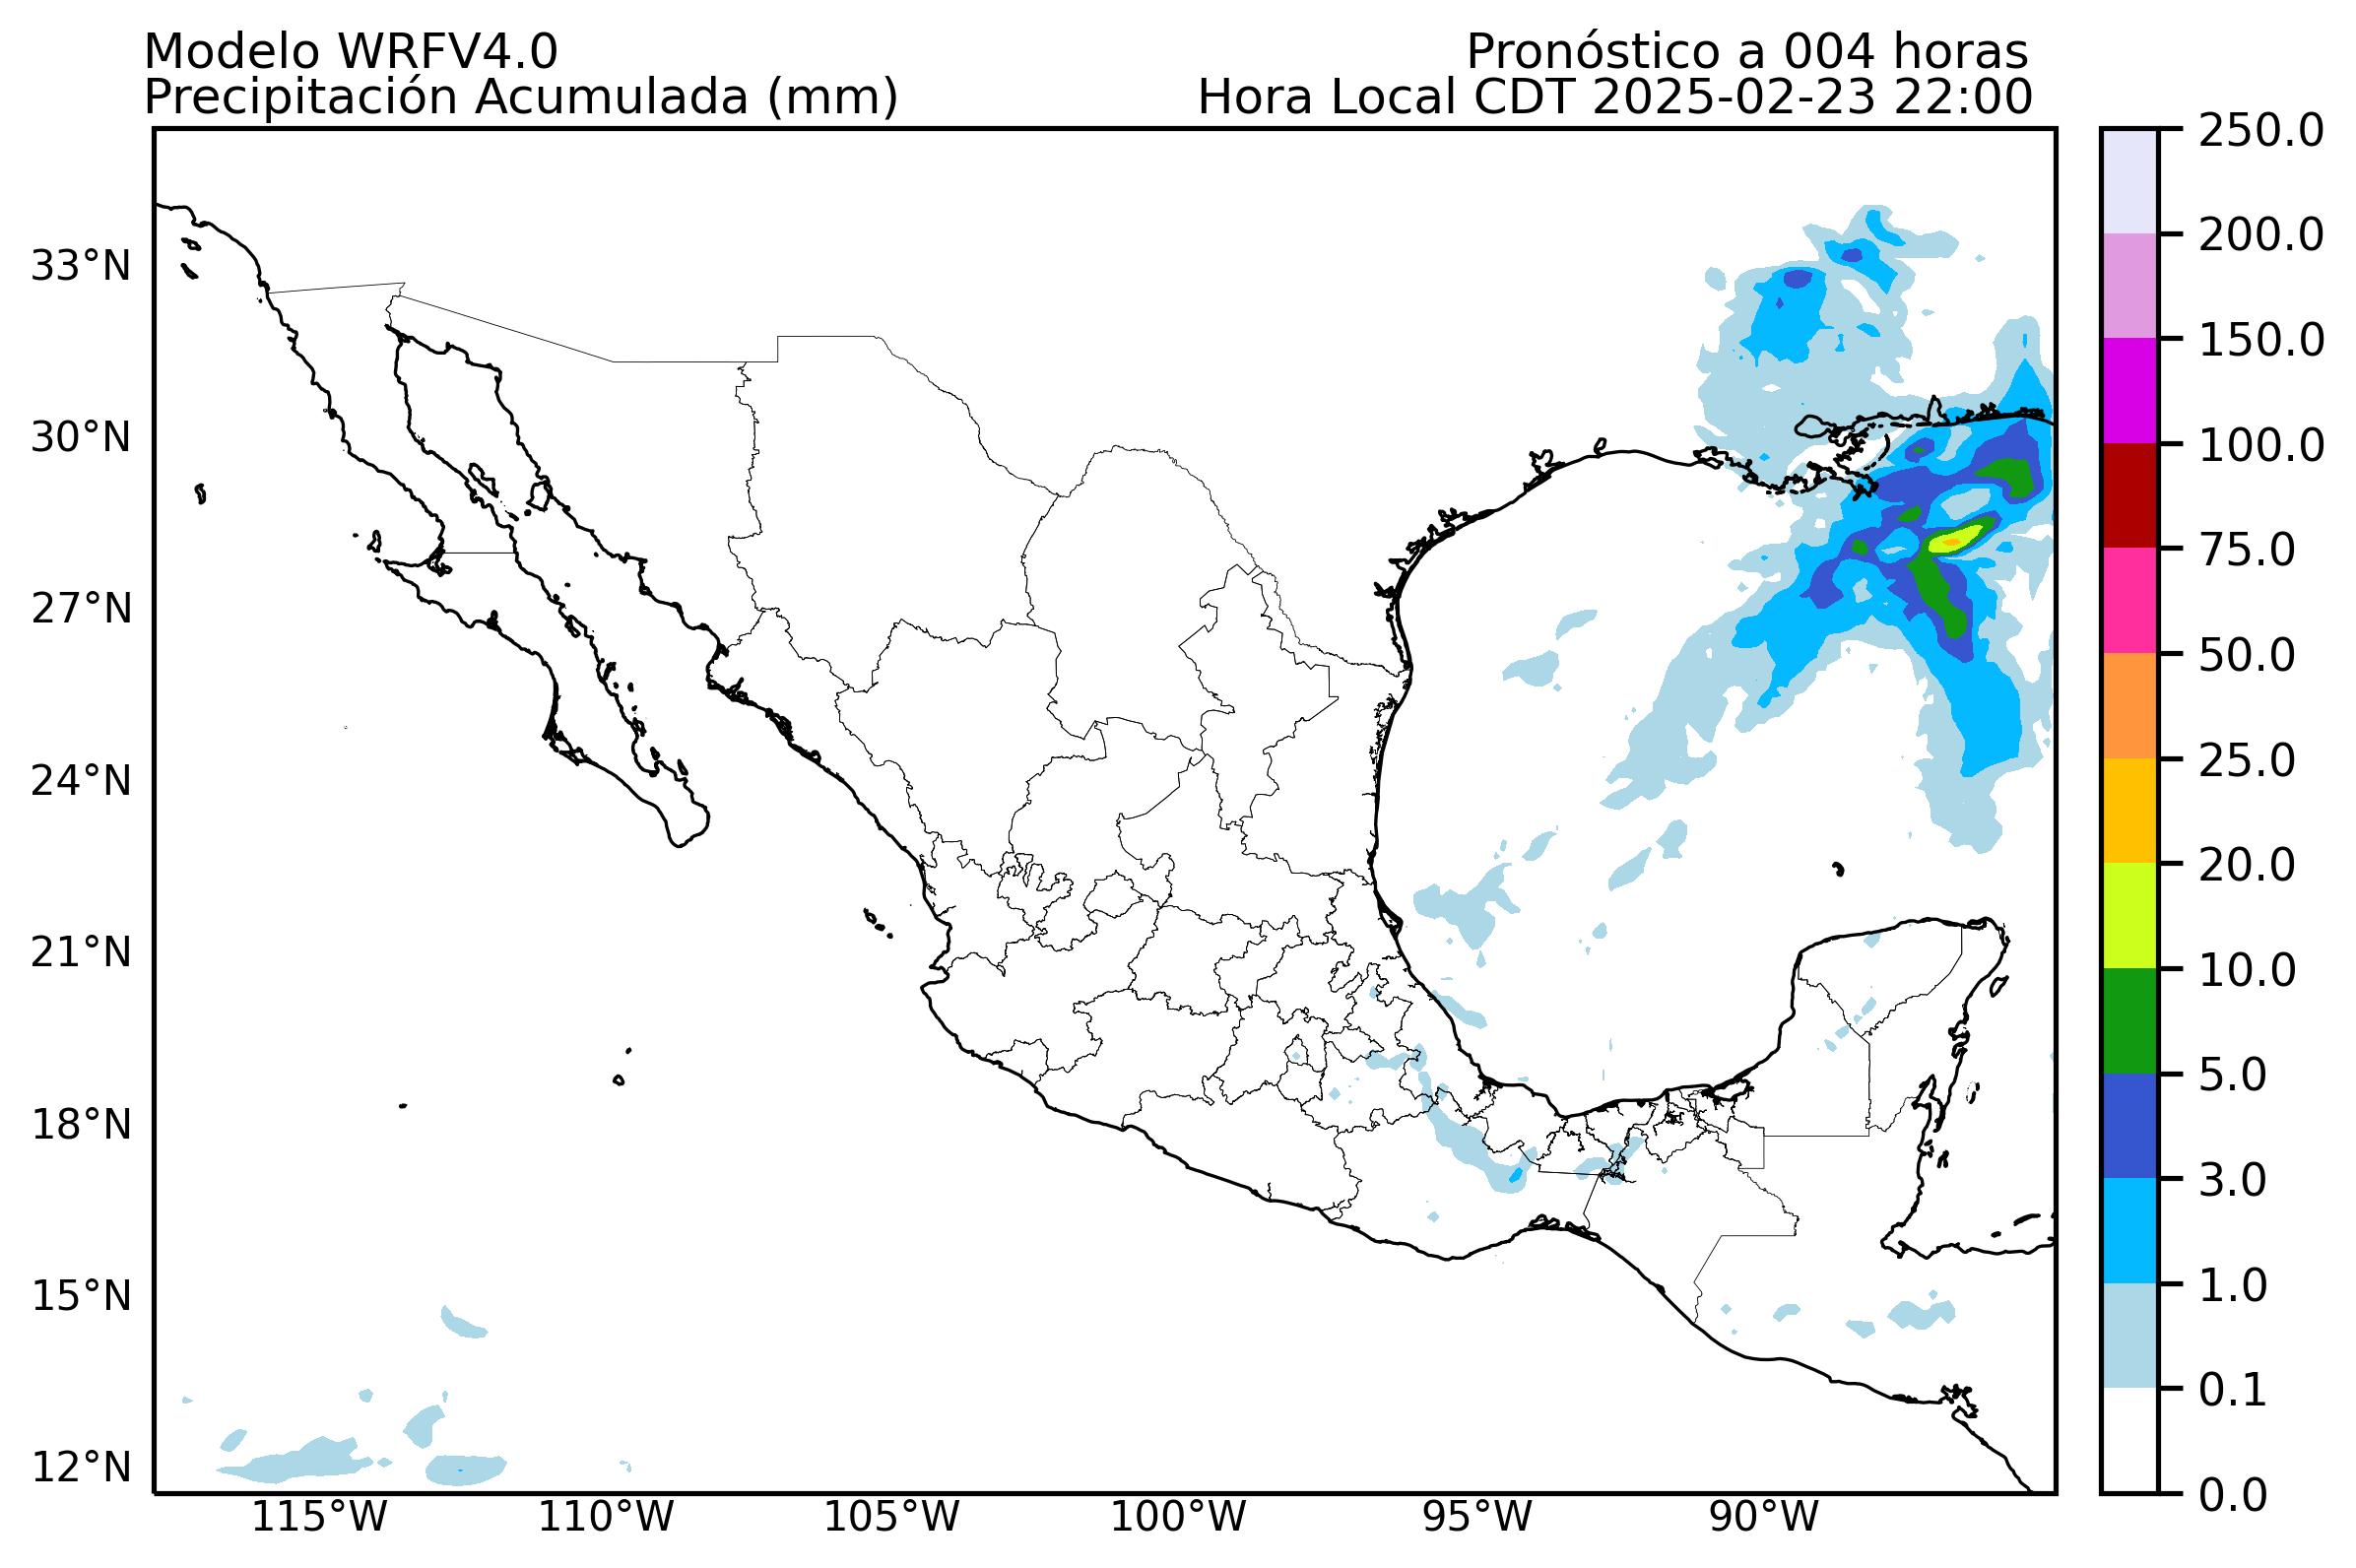 Modelo WRFV4.0
Pronóstico a 004 horas
Precipitación Acumulada (mm)
Hora Local CDT 2025-02-23 22:00
33°N
30°N
27°N
24°N
21°N
18°N
15°N
12°N
115°W
110°W
105°W
100°W
95°W
90°W
250.0
200.0
150.0
100.0
75.0
50.0
25.0
20.0
10.0
5.0
3.0
1.0
0.1
0.0